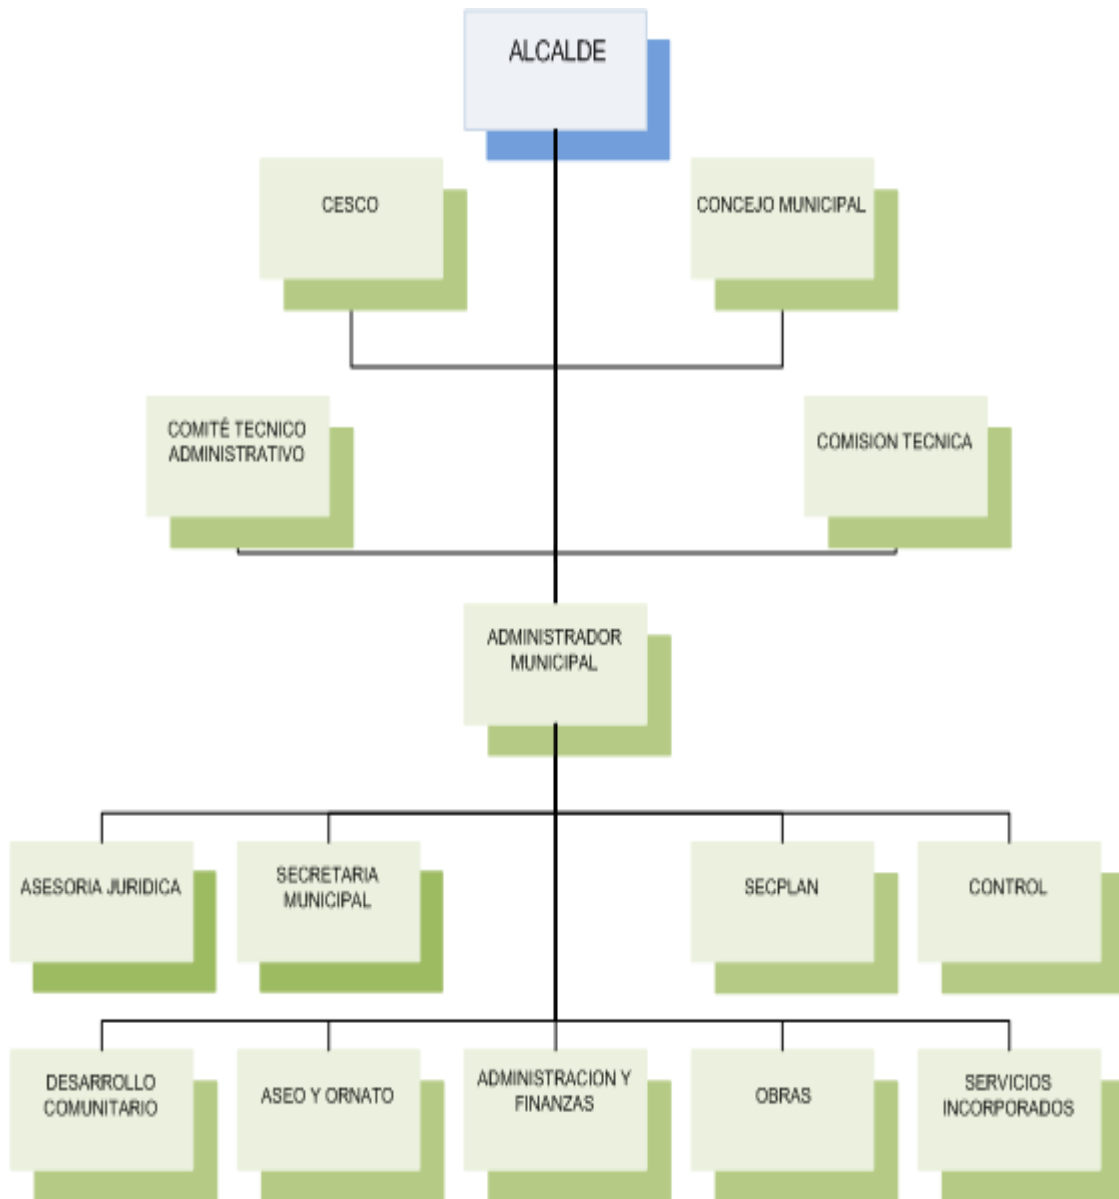 ALCALDE
CESCO
CONCEJO MUNICIPAL
COMITÉ TECNICO
ADMINISTRATIVO
COMISION TECNICA
ADMINISTRADOR
MUNICIPAL
ASESORIA JURIDICA
SECRETARIA
MUNICIPAL
SECPLAN
CONTROL
DESARROLLO
COMUNITARIO
ASEO Y ORNATO
ADMINISTRACION Y
FINANZAS
OBRAS
SERVICIOS
INCORPORADOS